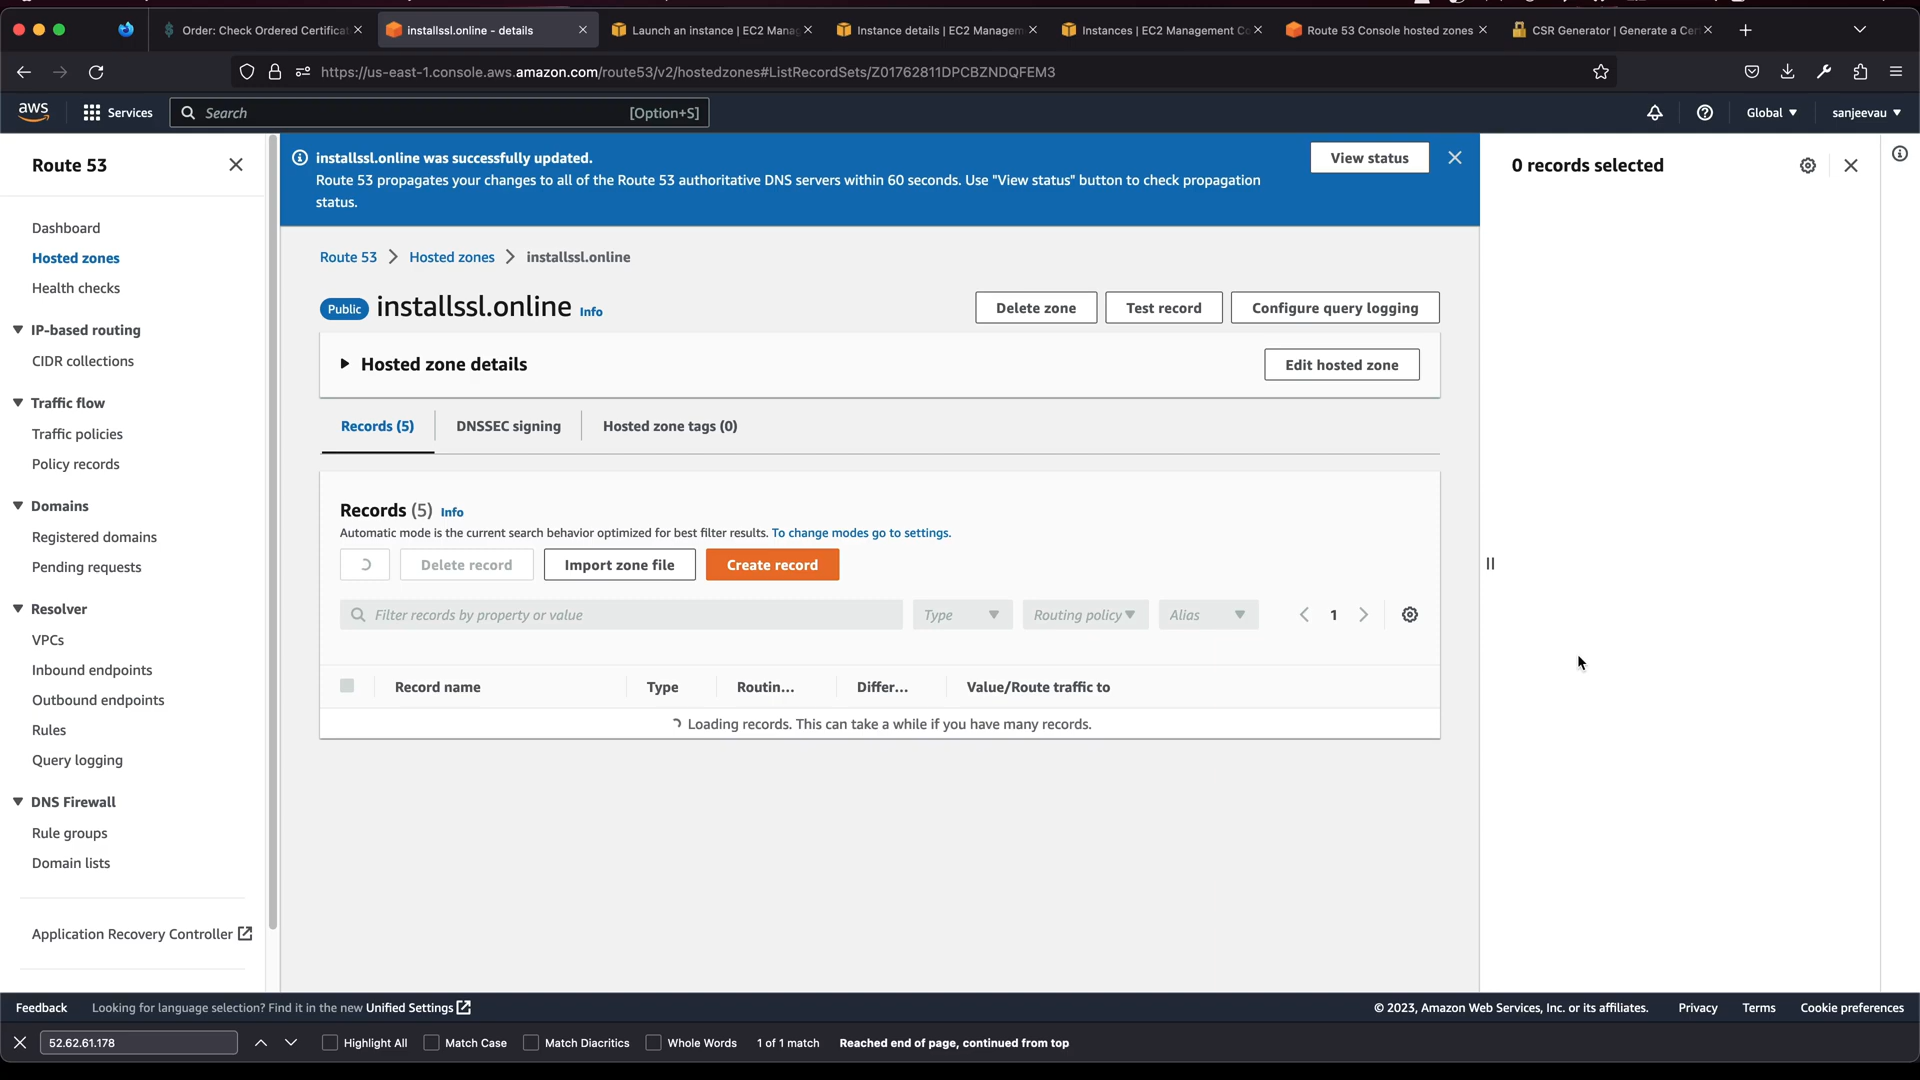 Order: Check Ordered Certificat
installssl.online - details
Launch an instance | EC2 Manag
Instance details | EC2 Managem
Instances | EC2 Management Co
Route 53 Console hosted zones
CSR Generator | Generate a Cer
https://us-east-1.console.aws.amazon.com/route53/v2/hostedzones#ListRecordSets/Z01762811DPCBZNDQFEM3
aws
Services
Search
[Option+S]
Global
sanjeevau
Route 53
Dashboard
Hosted zones
Health checks
IP-based routing
CIDR collections
Traffic flow
Traffic policies
Policy records
Domains
Registered domains
Pending requests
Resolver
VPCs
Inbound endpoints
Outbound endpoints
Rules
Query logging
DNS Firewall
Rule groups
Domain lists
Application Recovery Controller
installssl.online was successfully updated.
Route 53 propagates your changes to all of the Route 53 authoritative DNS servers within 60 seconds. Use "View status" button to check propagation
status.
View status
Route 53
Hosted zones
installssl.online
Public
installssl.online
Info
Delete zone
Test record
Configure query logging
Hosted zone details
Edit hosted zone
Records (5)
DNSSEC signing
Hosted zone tags (0)
Records (5) Info
Automatic mode is the current search behavior optimized for best filter results. To change modes go to settings.
Delete record
Import zone file
Create record
Filter records by property or value
Type
Routing policy
Alias
1
Record name
Type
Routin...
Differ...
Value/Route traffic to
Loading records. This can take a while if you have many records.
0 records selected
Feedback
Looking for language selection? Find it in the new Unified Settings
© 2023, Amazon Web Services, Inc. or its affiliates.
Privacy
Terms
Cookie preferences
52.62.61.178
Highlight All
Match Case
Match Diacritics
Whole Words
1 of 1 match
Reached end of page, continued from top